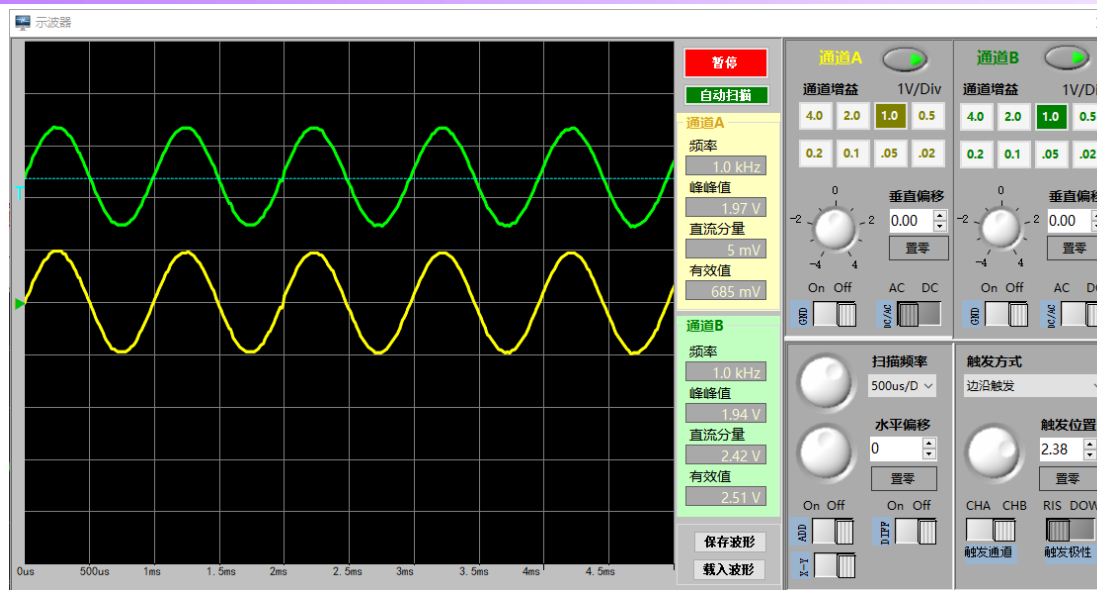 示波器
暂停
自动扫描
通道A
频率
1.0 kHz
峰峰值
1.97 V
直流分量
5 mV
有效值
685 mV
通道B
频率
1.0 kHz
峰峰值
1.94 V
直流分量
2.42 V
有效值
2.51 V
保存波形
载入波形
T
0us 500us 1ms 1.5ms 2ms 2.5ms 3ms 3.5ms 4ms 4.5ms
通道A
通道增益 1V/Div
4.0 2.0 1.0 0.5
0.2 0.1 .05 .02
0
-2 2
-4 4
垂直偏移
0.00
置零
On Off AC DC
GND DC/AC
通道B
通道增益 1V/Di
4.0 2.0 1.0 0.5
0.2 0.1 .05 .02
0
-2 2
-4 4
垂直偏移
0.00
置零
On Off AC DC
GND DC/AC
扫描频率
500us/D
水平偏移
0
置零
On Off On Off
ADD DIFF
X-Y
触发方式
边沿触发
触发位置
2.38
置零
CHA CHB RIS DOW
触发通道 触发极性